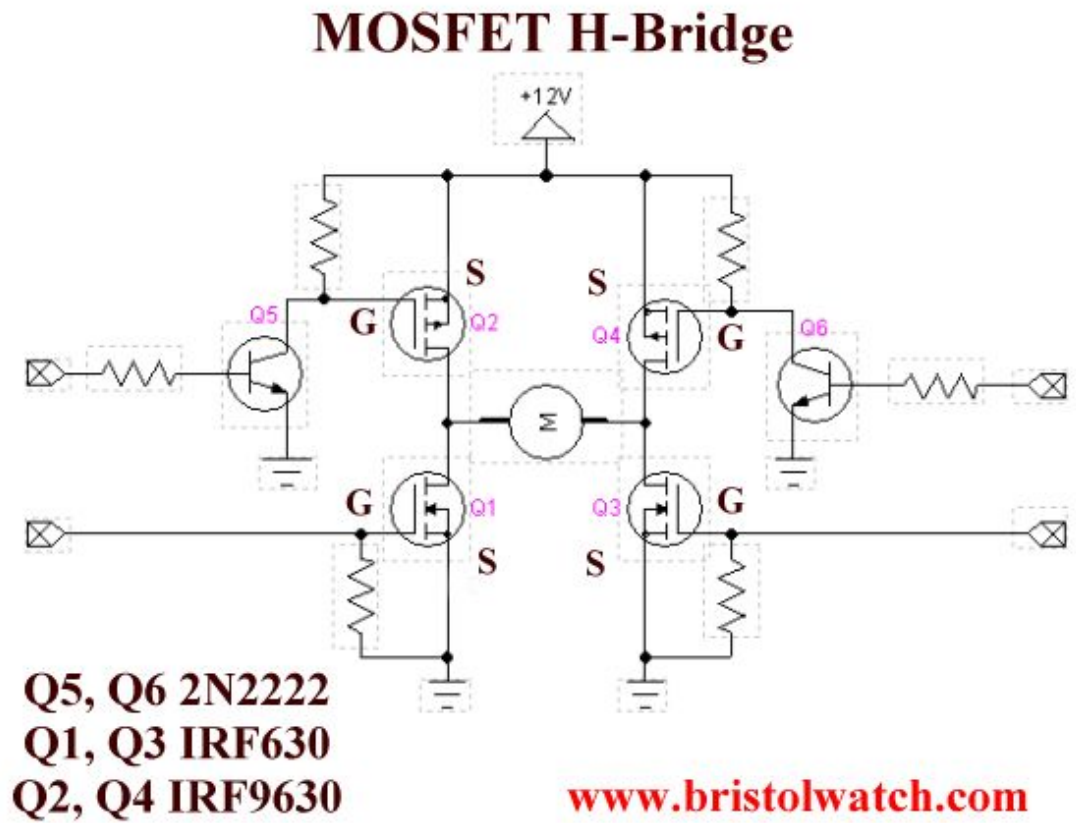 MOSFET H-Bridge
+12V
S
S
Q5
G
Q2
Q4
G
Q6
M
G
Q1
Q3
G
S
S
Q5, Q6 2N2222
Q1, Q3 IRF630
Q2, Q4 IRF9630
www.bristolwatch.com